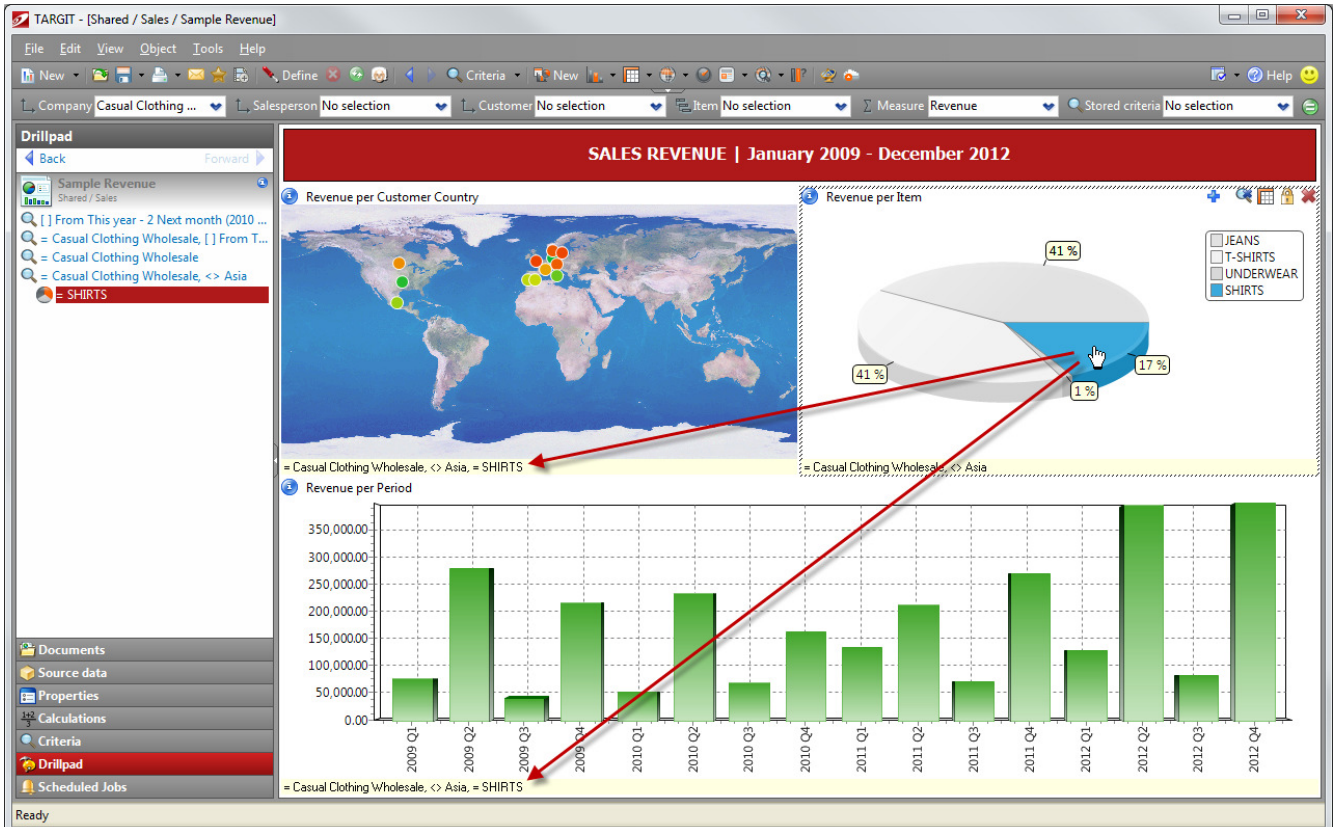 TARGIT - [Shared / Sales / Sample Revenue]
File Edit View Object Tools Help
New Define Criteria New Help
Company Casual Clothing ... Salesperson No selection Customer No selection Item No selection Σ Measure Revenue Stored criteria No selection
Drillpad
Back Forward
Sample Revenue
Shared / Sales
[ ] From This year - 2 Next month (2010 ...
= Casual Clothing Wholesale, [ ] From T...
= Casual Clothing Wholesale
= Casual Clothing Wholesale, <> Asia
= SHIRTS
Documents
Source data
Properties
Calculations
Criteria
Drillpad
Scheduled Jobs
SALES REVENUE | January 2009 - December 2012
Revenue per Customer Country
= Casual Clothing Wholesale, <> Asia, = SHIRTS
Revenue per Item
41 %
JEANS
T-SHIRTS
UNDERWEAR
SHIRTS
17 %
41 %
1 %
= Casual Clothing Wholesale, <> Asia
Revenue per Period
350,000.00
300,000.00
250,000.00
200,000.00
150,000.00
100,000.00
50,000.00
0.00
2009 Q1
2009 Q2
2009 Q3
2009 Q4
2010 Q1
2010 Q2
2010 Q3
2010 Q4
2011 Q1
2011 Q2
2011 Q3
2011 Q4
2012 Q1
2012 Q2
2012 Q3
2012 Q4
= Casual Clothing Wholesale, <> Asia, = SHIRTS
Ready